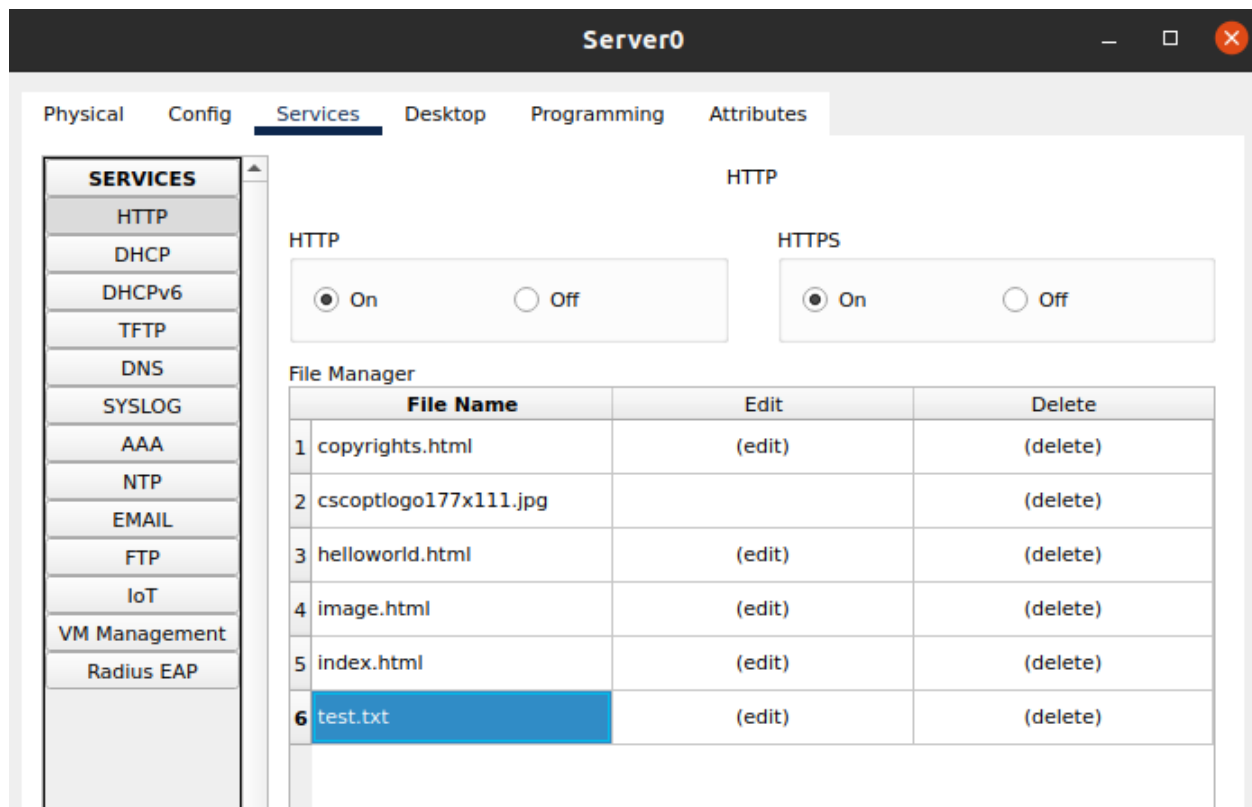 Server0
Physical Config Services Desktop Programming Attributes
SERVICES
HTTP
DHCP
DHCPv6
TFTP
DNS
SYSLOG
AAA
NTP
EMAIL
FTP
IoT
VM Management
Radius EAP
HTTP
HTTP HTTPS
On Off On Off
File Manager
File Name Edit Delete
1 copyrights.html (edit) (delete)
2 cscoptlogo177x111.jpg (delete)
3 helloworld.html (edit) (delete)
4 image.html (edit) (delete)
5 index.html (edit) (delete)
6 test.txt (edit) (delete)